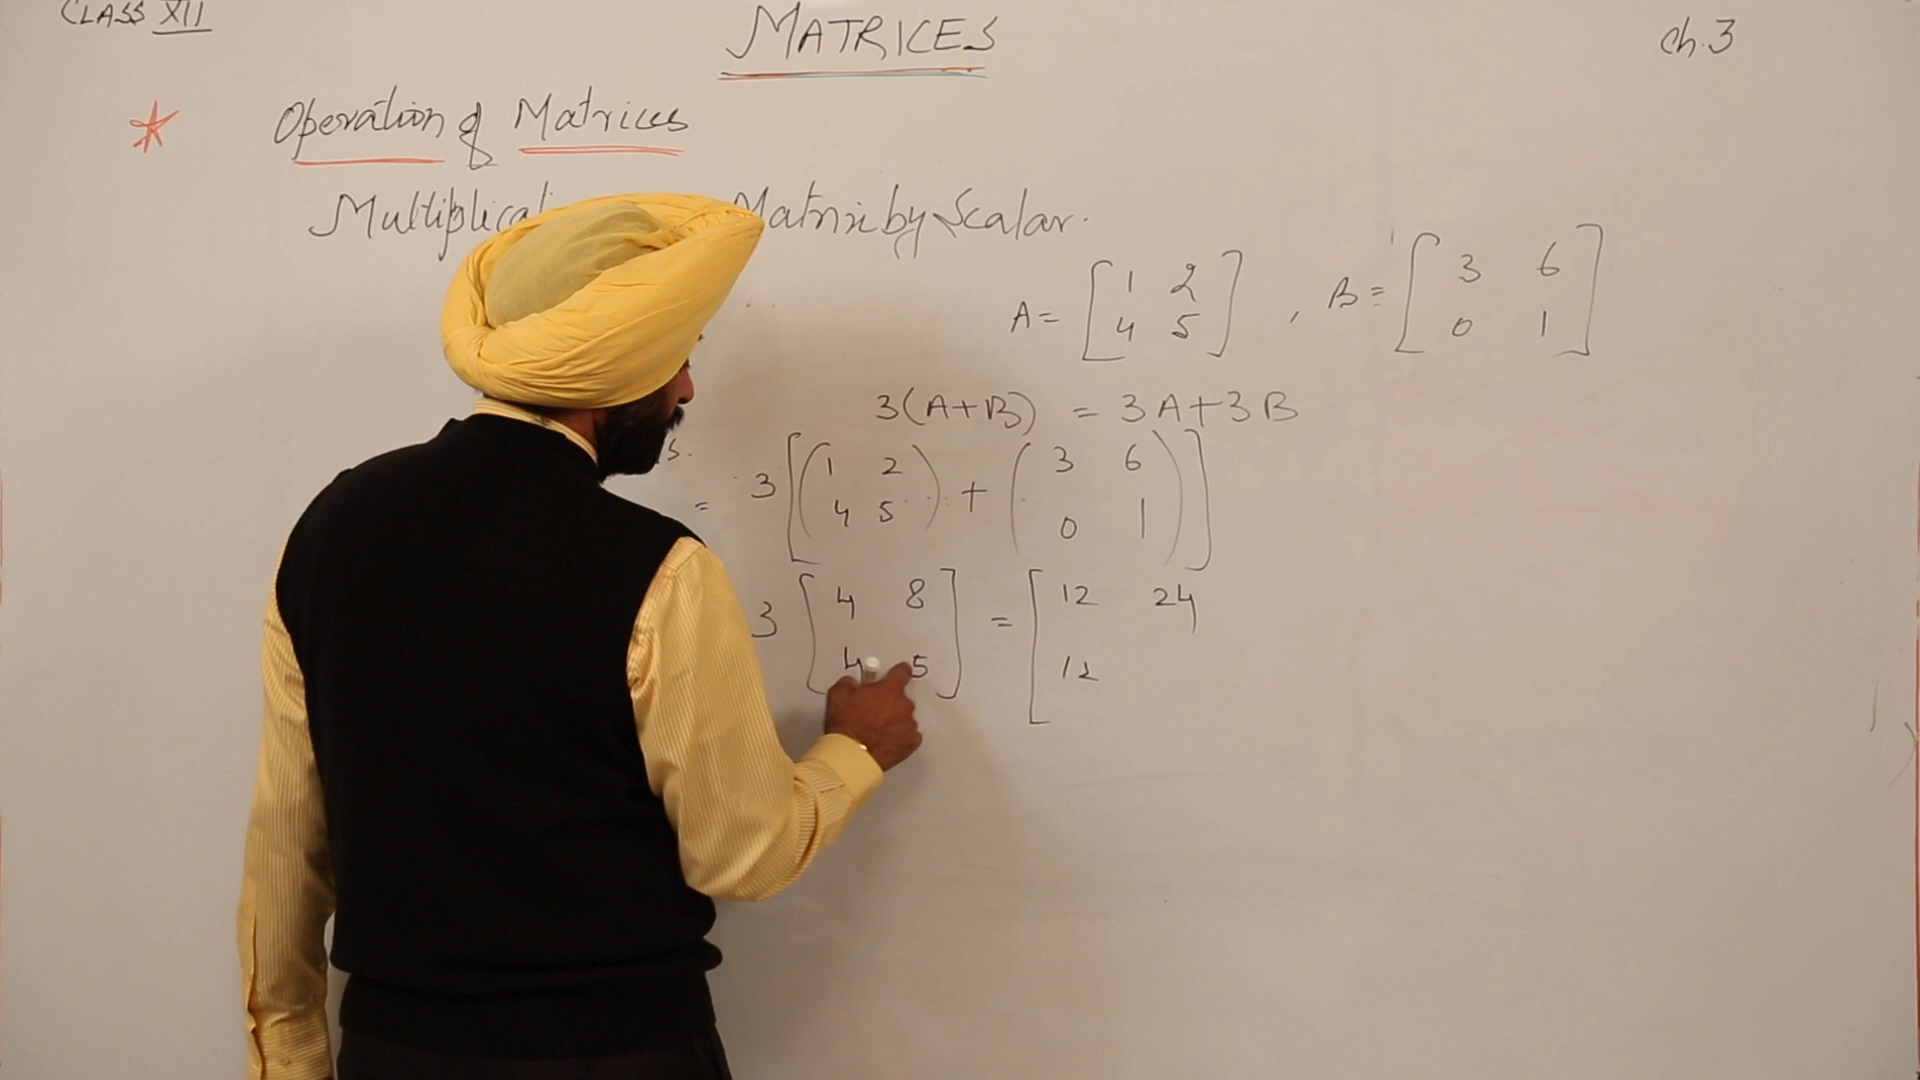 CLASS XII
MATRICES
ch.3
* Operation of Matrices
Matrix by Scalar.
A = [ 1 2
4 5 ] , B = [ 3 6
0 1 ]
3(A+B) = 3A+3B
= 3 [ ( 1 2
4 5 ) + ( 3 6
0 1 ) ]
3 [ 4 8
4 5 ] = [ 12 24
12